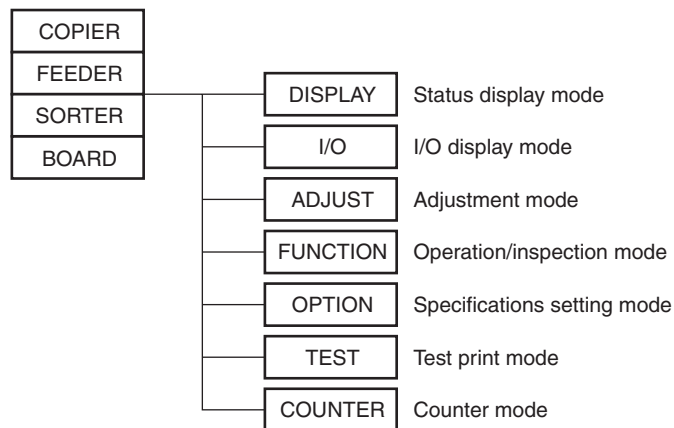 COPIER
FEEDER
SORTER
BOARD
DISPLAY Status display mode
I/O I/O display mode
ADJUST Adjustment mode
FUNCTION Operation/inspection mode
OPTION Specifications setting mode
TEST Test print mode
COUNTER Counter mode